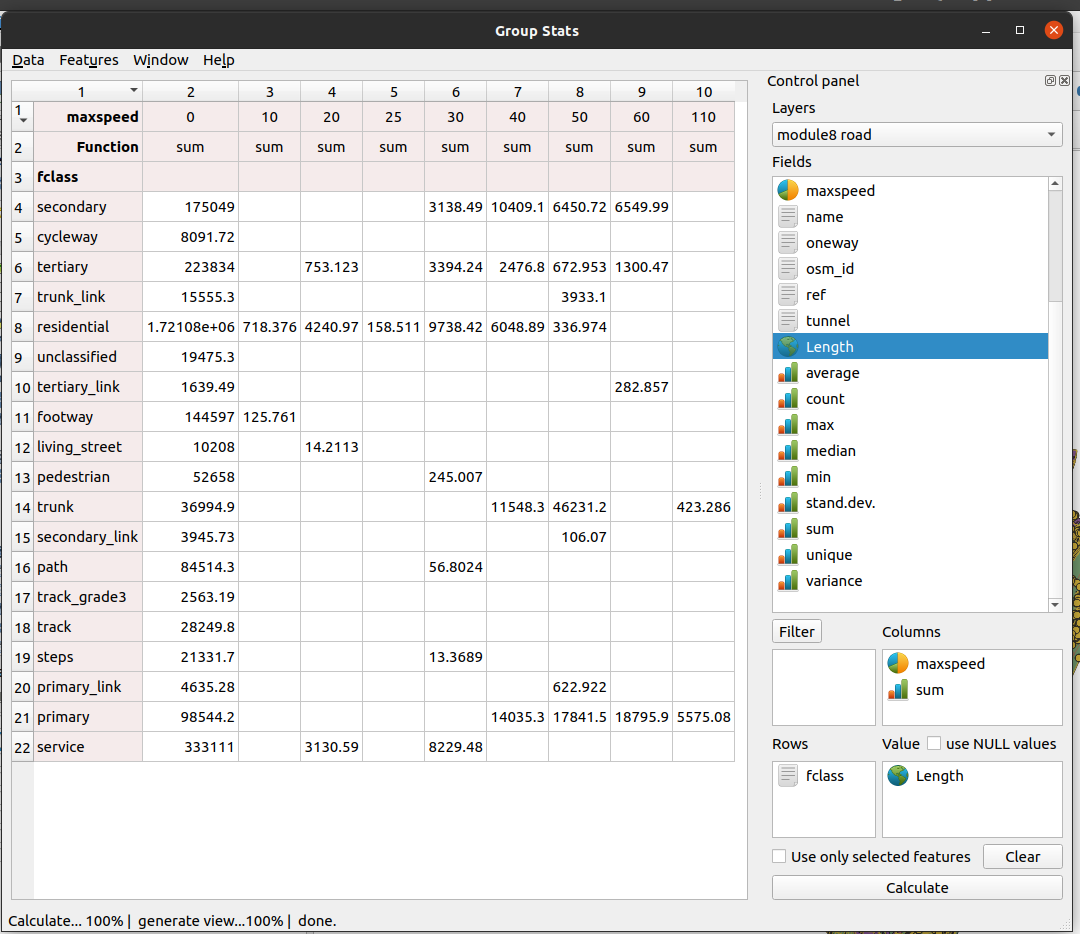 Group Stats
Data Features Window Help
1 2 3 4 5 6 7 8 9 10
1 maxspeed 0 10 20 25 30 40 50 60 110
2 Function sum sum sum sum sum sum sum sum sum
3 fclass
4 secondary 175049 3138.49 10409.1 6450.72 6549.99
5 cycleway 8091.72
6 tertiary 223834 753.123 3394.24 2476.8 672.953 1300.47
7 trunk_link 15555.3 3933.1
8 residential 1.72108e+06 718.376 4240.97 158.511 9738.42 6048.89 336.974
9 unclassified 19475.3
10 tertiary_link 1639.49 282.857
11 footway 144597 125.761
12 living_street 10208 14.2113
13 pedestrian 52658 245.007
14 trunk 36994.9 11548.3 46231.2 423.286
15 secondary_link 3945.73 106.07
16 path 84514.3 56.8024
17 track_grade3 2563.19
18 track 28249.8
19 steps 21331.7 13.3689
20 primary_link 4635.28 622.922
21 primary 98544.2 14035.3 17841.5 18795.9 5575.08
22 service 333111 3130.59 8229.48
Control panel
Layers
module8 road
Fields
maxspeed
name
oneway
osm_id
ref
tunnel
Length
average
count
max
median
min
stand.dev.
sum
unique
variance
Filter Columns
maxspeed
sum
Rows Value use NULL values
fclass Length
Use only selected features Clear
Calculate
Calculate... 100% | generate view...100% | done.